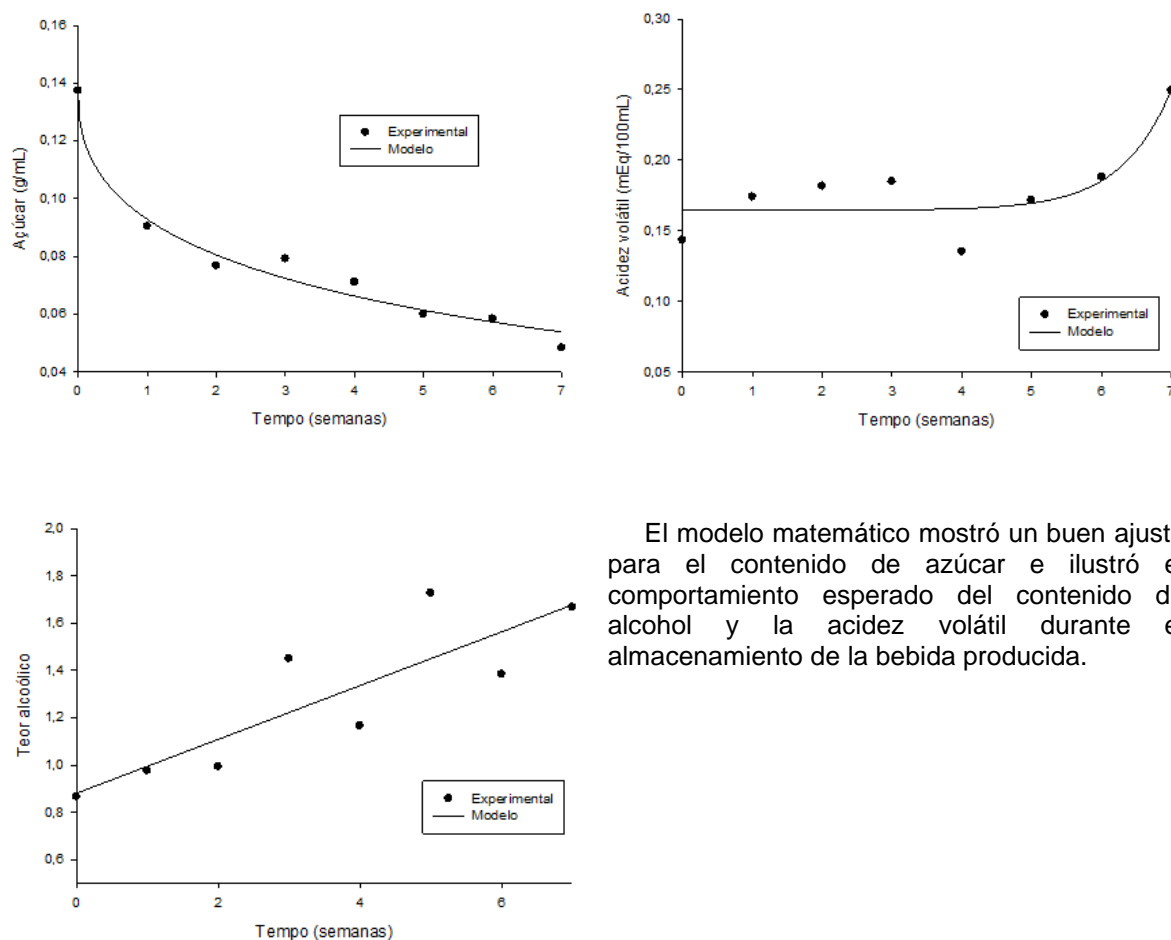 0,16
0,14
0,12
0,10
0,08
0,06
0,04
Açúcar (g/mL)
Experimental
Modelo
0 1 2 3 4 5 6 7
Tempo (semanas)
0,30
0,25
0,20
0,15
0,10
0,05
Acidez volátil (mEq/100mL)
Experimental
Modelo
0 1 2 3 4 5 6 7
Tempo (semanas)
2,0
1,8
1,6
1,4
1,2
1,0
0,8
0,6
Teor alcoólico
Experimental
Modelo
0 2 4 6
Tempo (semanas)
El modelo matemático mostró un buen ajust
para el contenido de azúcar e ilustró e
comportamiento esperado del contenido d
alcohol y la acidez volátil durante e
almacenamiento de la bebida producida.